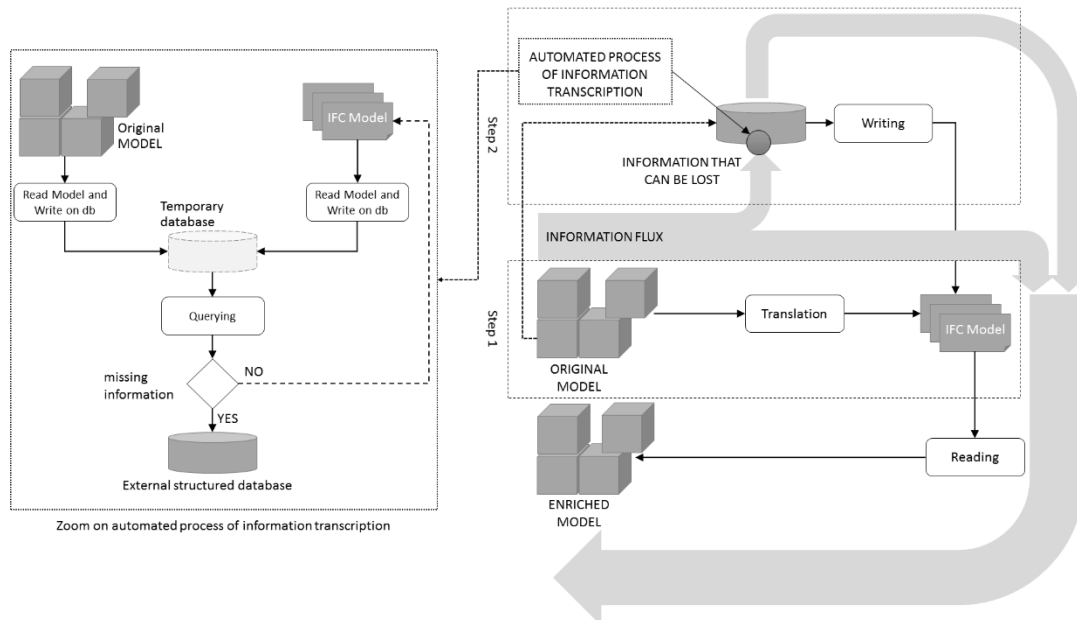 Original
MODEL
IFC Model
Read Model and
Write on db
Read Model and
Write on db
Temporary
database
Querying
missing
information
NO
YES
External structured database
Zoom on automated process of information transcription
Step 2
AUTOMATED PROCESS
OF INFORMATION
TRANSCRIPTION
Writing
INFORMATION THAT
CAN BE LOST
INFORMATION FLUX
Step 1
Translation
IFC Model
ORIGINAL
MODEL
Reading
ENRICHED
MODEL